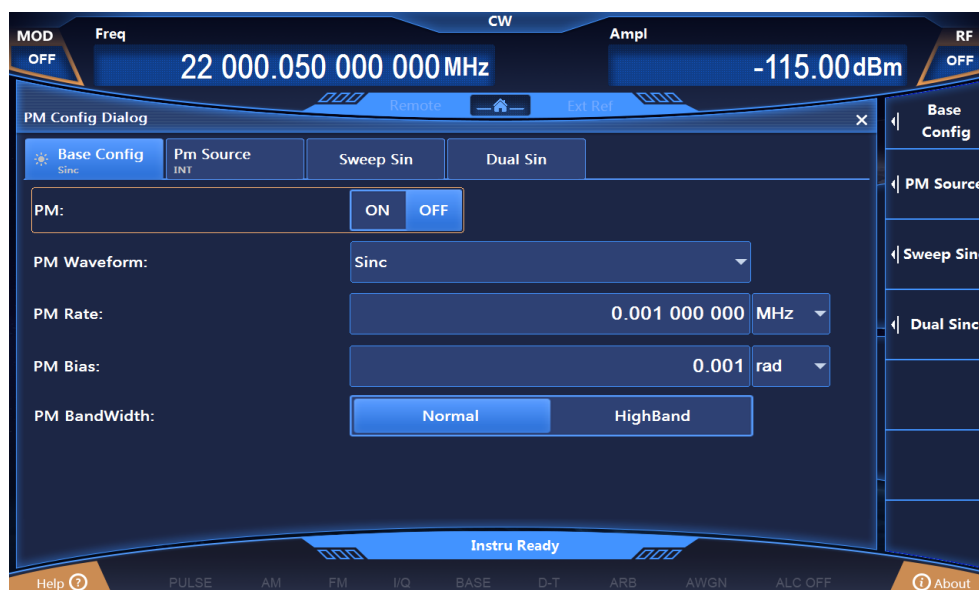 CW
MOD Freq Ampl RF
OFF 22 000.050 000 000 MHz -115.00 dBm OFF
Remote Ext Ref
PM Config Dialog ×
Base Config Pm Source Sweep Sin Dual Sin
Sinc INT
PM: ON OFF
PM Waveform: Sinc
PM Rate: 0.001 000 000 MHz
PM Bias: 0.001 rad
PM BandWidth: Normal HighBand
Base
Config
PM Source
Sweep Sin
Dual Sinc
Instru Ready
Help ? PULSE AM FM I/Q BASE D-T ARB AWGN ALC OFF i About